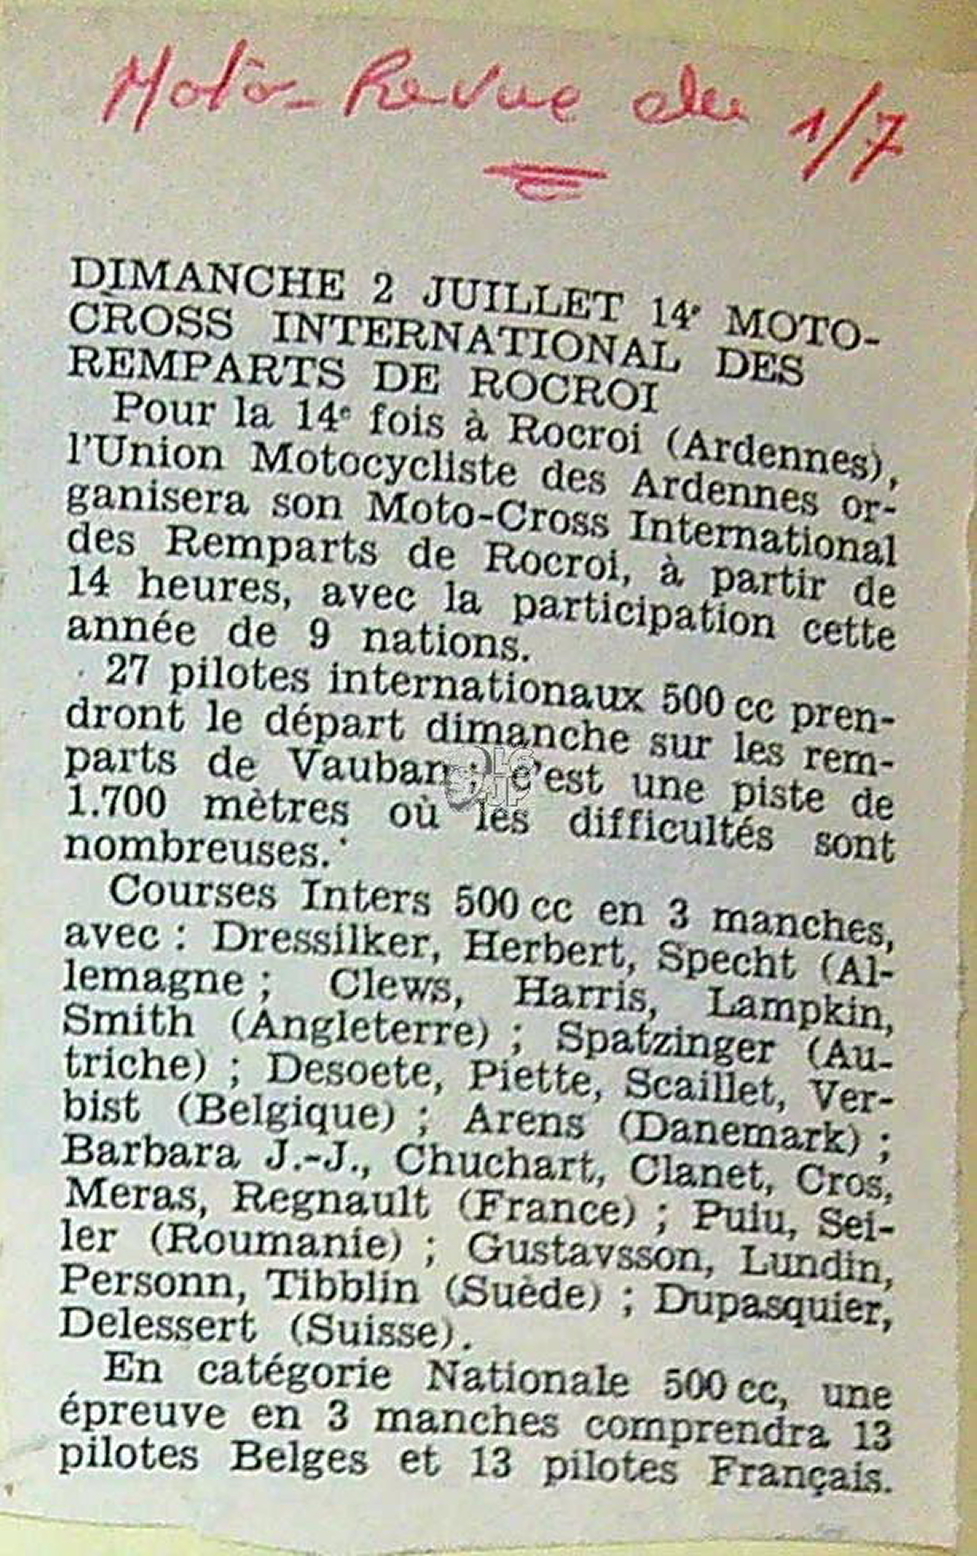 Moto-Revue du 1/7
DIMANCHE 2 JUILLET 14e MOTO-
CROSS INTERNATIONAL DES
REMPARTS DE ROCROI
Pour la 14e fois à Rocroi (Ardennes),
l'Union Motocycliste des Ardennes or-
ganisera son Moto-Cross International
des Remparts de Rocroi, à partir de
14 heures, avec la participation cette
année de 9 nations.
27 pilotes internationaux 500 cc pren-
dront le départ dimanche sur les rem-
parts de Vauban ; c'est une piste de
1.700 mètres où les difficultés sont
nombreuses.
Courses Inters 500 cc en 3 manches,
avec : Dressilker, Herbert, Specht (Al-
lemagne ; Clews, Harris, Lampkin,
Smith (Angleterre) ; Spatzinger (Au-
triche) ; Desoete, Piette, Scaillet, Ver-
bist (Belgique) ; Arens (Danemark) ;
Barbara J.-J., Chuchart, Clanet, Cros,
Meras, Regnault (France) ; Puiu, Sei-
ler (Roumanie) ; Gustavsson, Lundin,
Personn, Tibblin (Suède) ; Dupasquier,
Delessert (Suisse).
En catégorie Nationale 500 cc, une
épreuve en 3 manches comprendra 13
pilotes Belges et 13 pilotes Français.